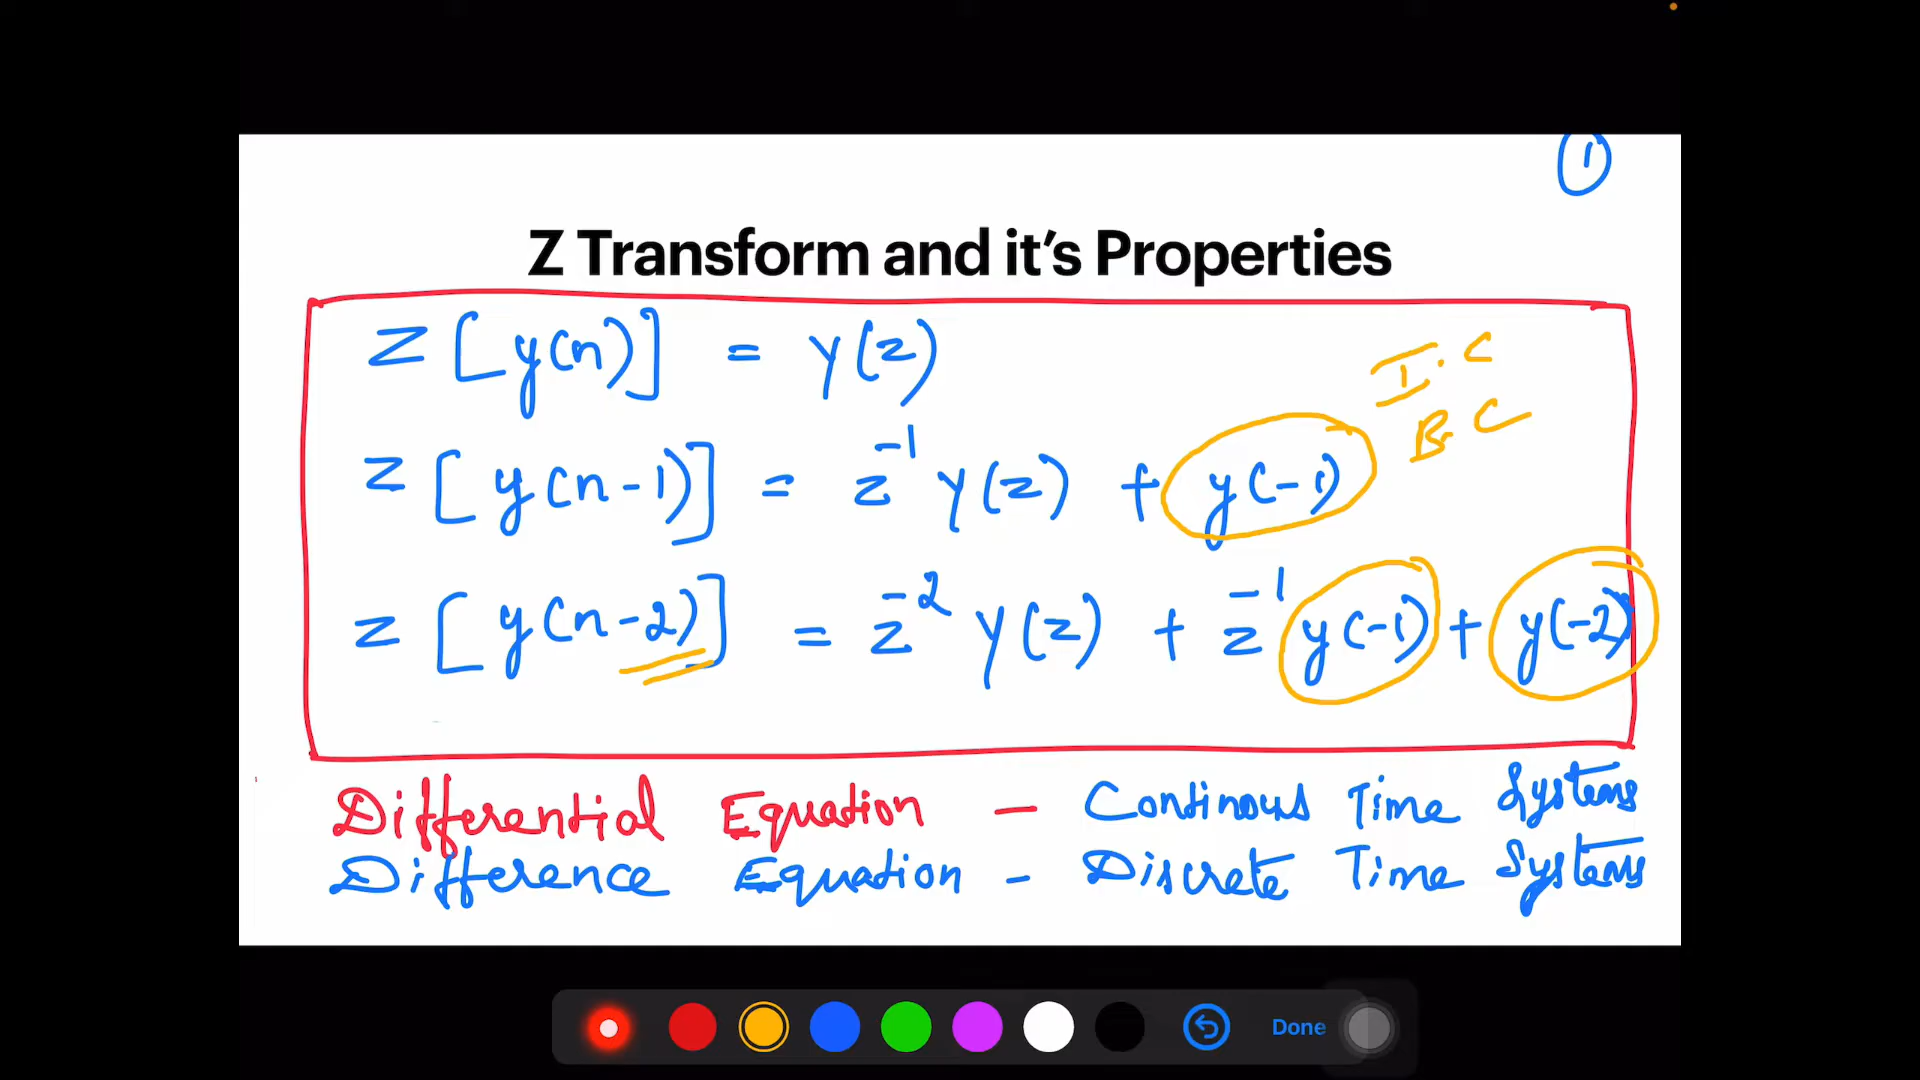 1
Z Transform and it's Properties
Z [y(n)] = Y(z)
I.C
B.C
Z [y(n-1)] = z⁻¹ Y(z) + y(-1)
Z [y(n-2)] = z⁻² Y(z) + z⁻¹ y(-1) + y(-2)
Differential Equation - Continous Time Systems
Difference Equation - Discrete Time Systems
Done